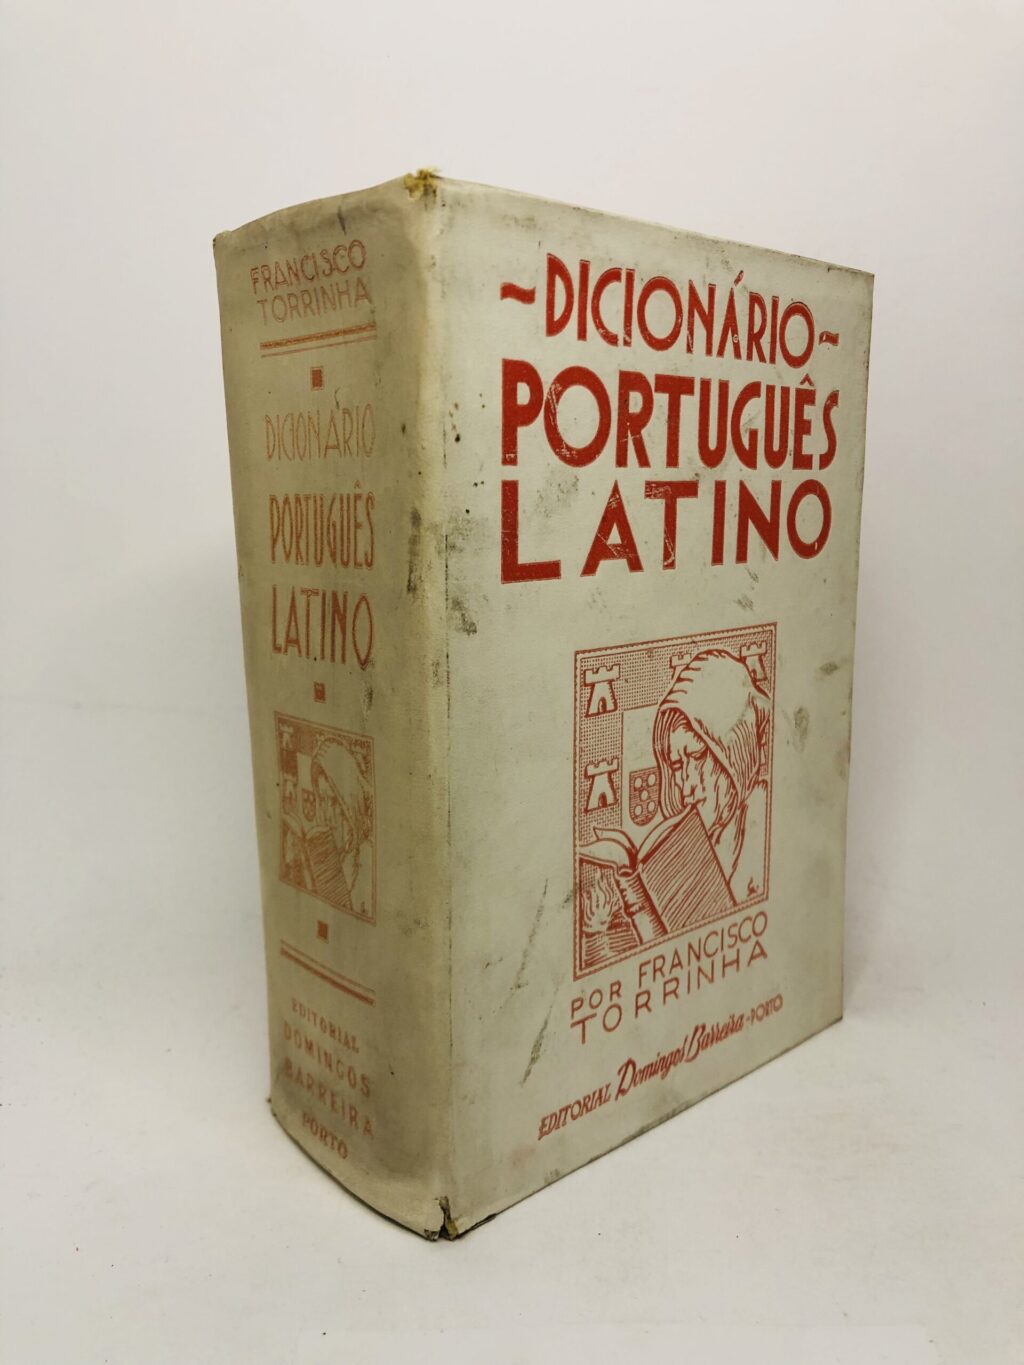 FRANCISCO
TORRINHA
DICIONÁRIO
PORTUGUÊS
LATINO
EDITORIAL
DOMINGOS
BARREIRA
PORTO
~DICIONÁRIO~
PORTUGUÊS
LATINO
POR FRANCISCO
TORRINHA
EDITORIAL Domingos Barreira-PORTO